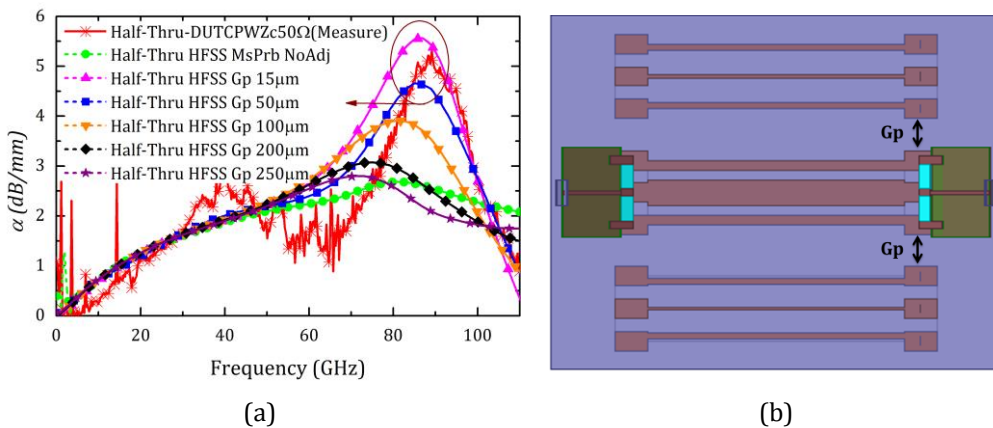 6
5
4
3
2
1
0
α (dB/mm)
Half-Thru-DUTCPWZc50Ω(Measure)
Half-Thru HFSS MsPrb NoAdj
Half-Thru HFSS Gp 15μm
Half-Thru HFSS Gp 50μm
Half-Thru HFSS Gp 100μm
Half-Thru HFSS Gp 200μm
Half-Thru HFSS Gp 250μm
0 20 40 60 80 100
Frequency (GHz)
Gp
Gp
(a) (b)